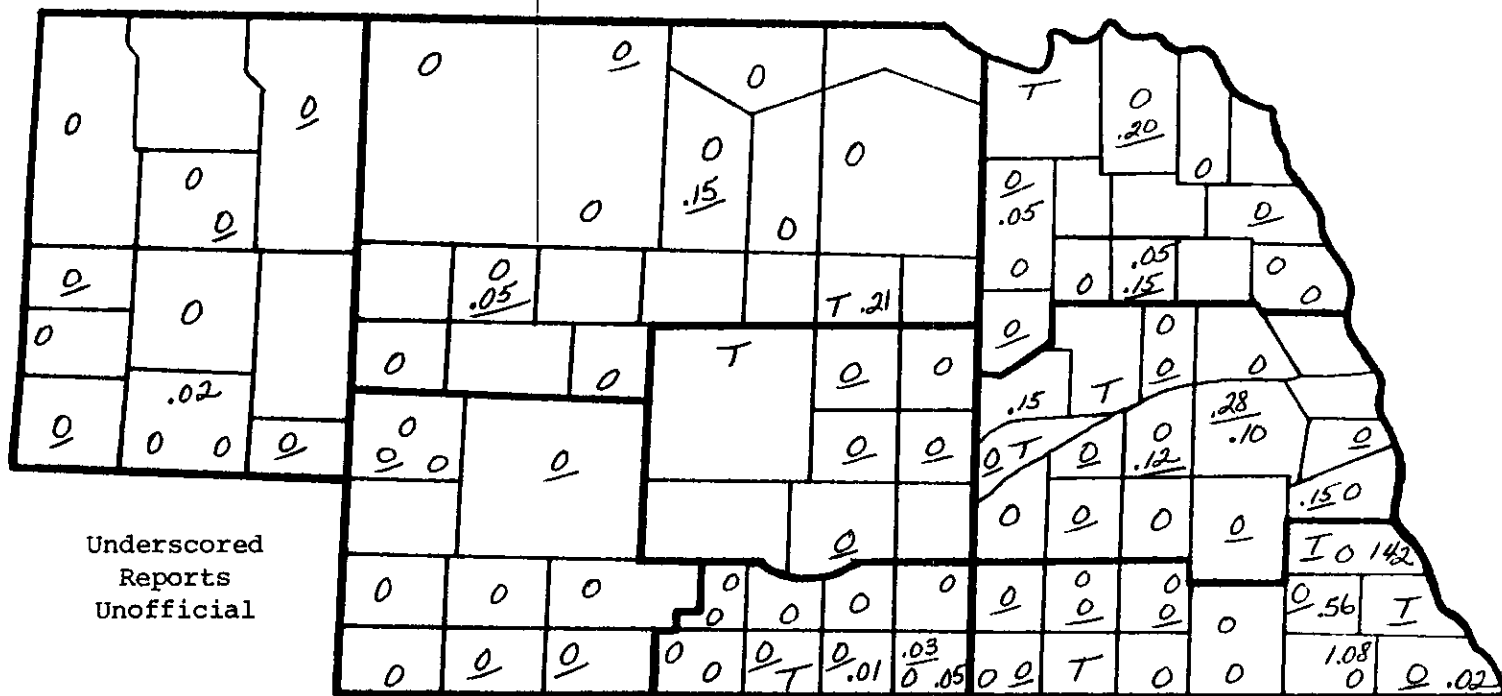 0 0
0
0 T
0 0 0
0 .20
0 0 .15 0 0 0
0 0 .05 0
0 0
0 0 .05 0
0 0 .05 .15 0
T .21 0
0 0
0 0 T 0 0 0 0
.02 .15 T .28
0 0 0 0 0 0 T 0 0 .10 0
0 0 0 0 0 .12
.15 0
0 0 0 0
Underscored 0
Reports 0 0 0 0 0 0 0 0
Unofficial 0 0 0 0 0 0 0 .56
0
0 0 0 0 0 .03 1.08
0 0 T .01 0 .05 0 0 T 0 0 0 0 .02